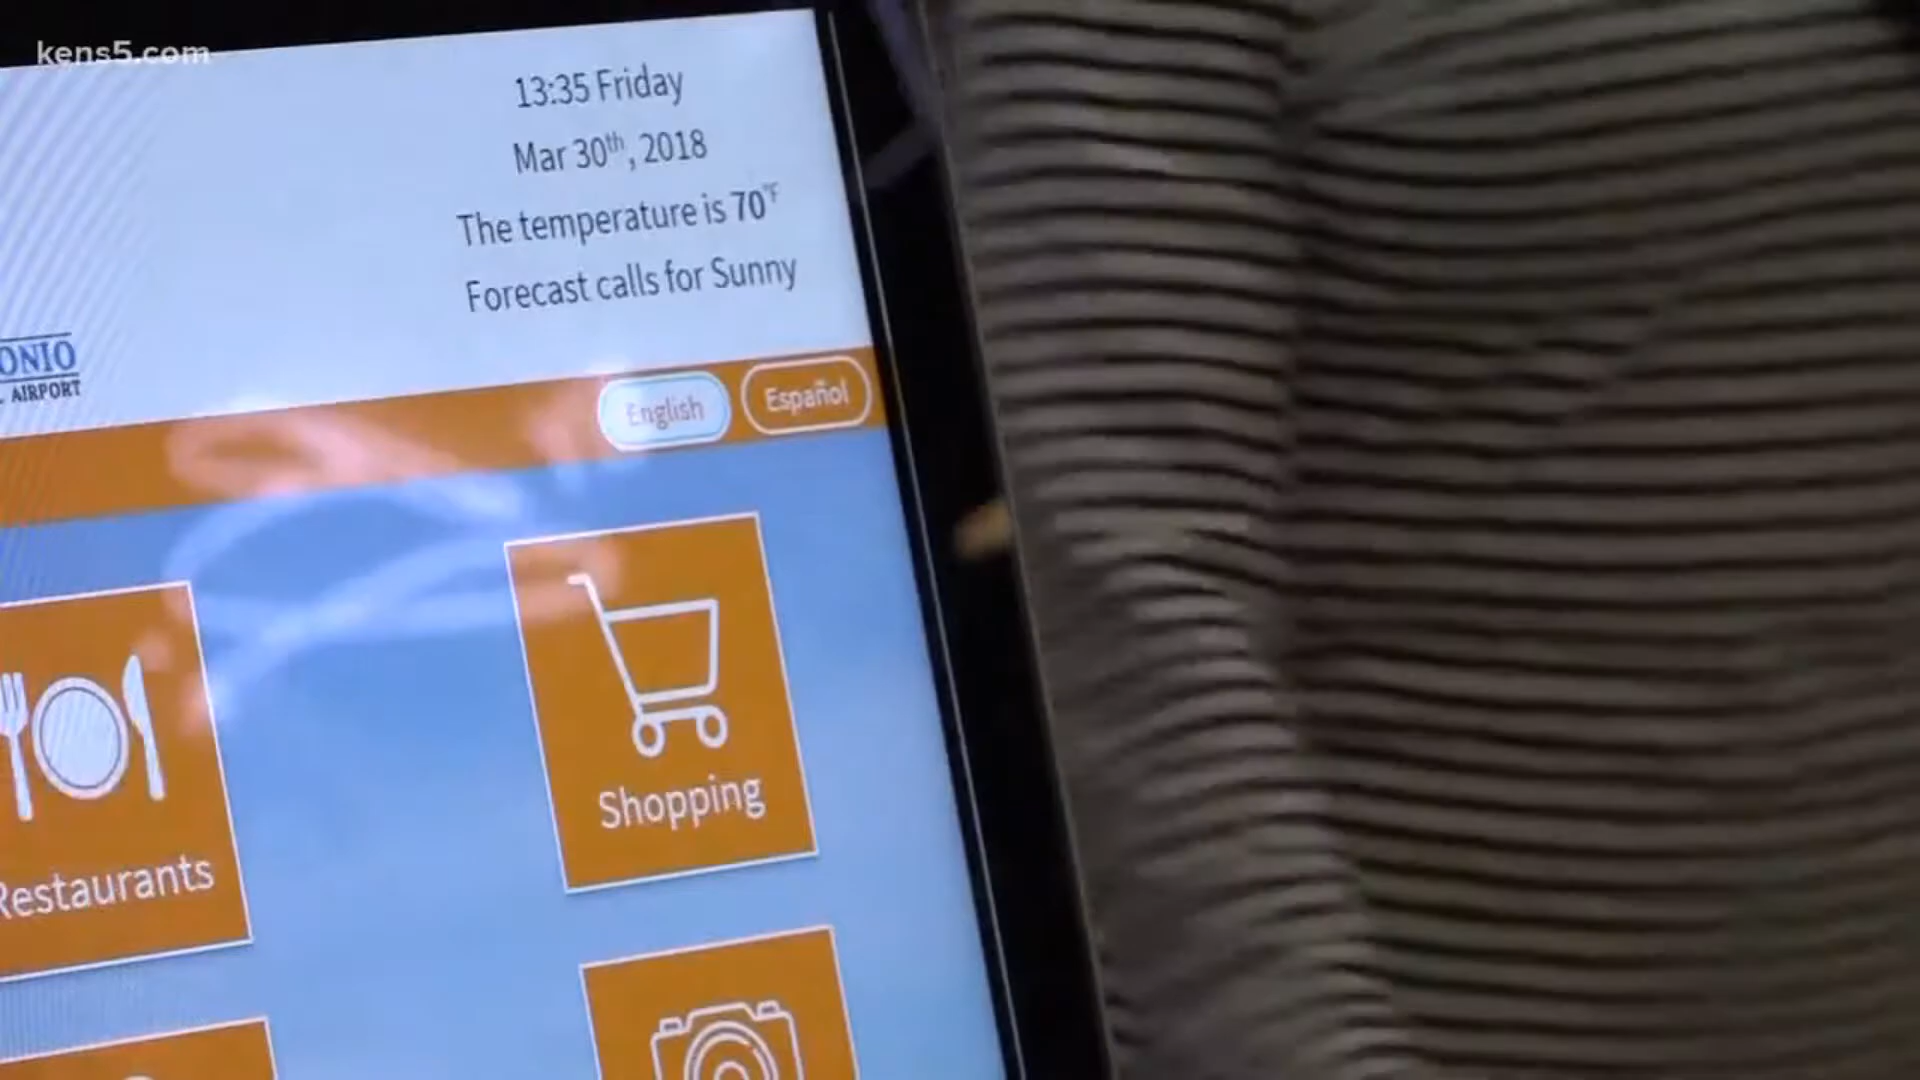 kens5.com
13:35 Friday
Mar 30th, 2018
The temperature is 70°F
Forecast calls for Sunny
ONIO
AIRPORT
English
Español
Shopping
Restaurants